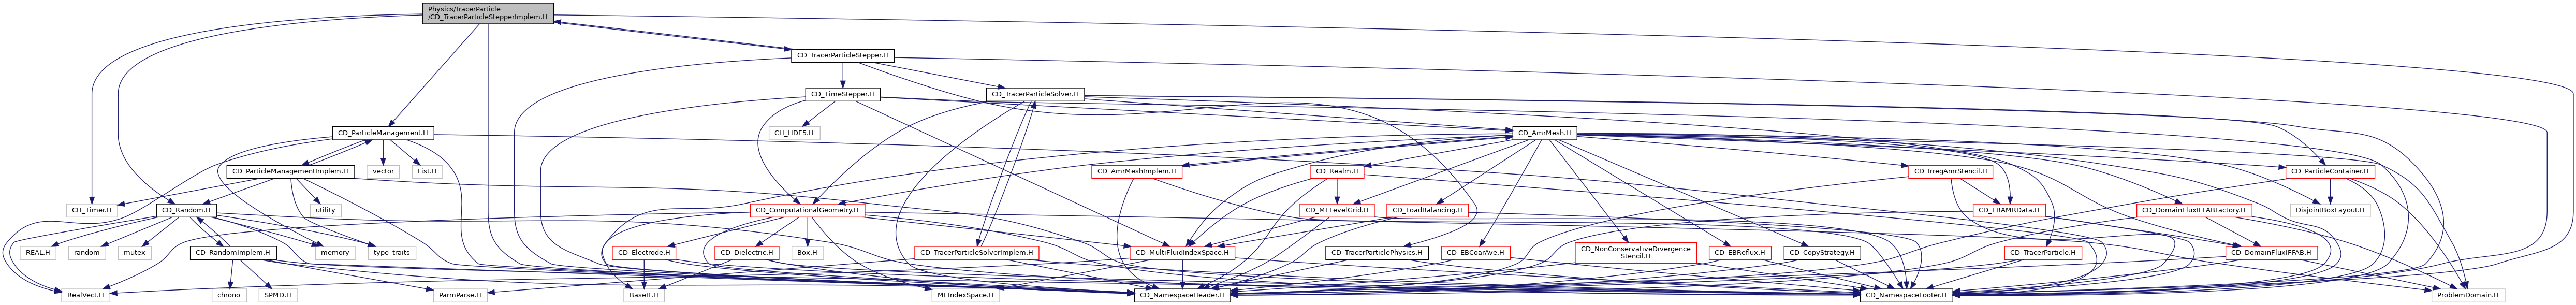 Physics/TracerParticle
/CD_TracerParticleStepperImplem.H
CD_TracerParticleStepper.H
CD_TimeStepper.H
CD_TracerParticleSolver.H
CH_HDF5.H
CD_ParticleManagement.H
CD_AmrMesh.H
CD_ParticleManagementImplem.H
vector
List.H
CD_AmrMeshImplem.H
CD_Realm.H
CD_IrregAmrStencil.H
CD_ParticleContainer.H
CH_Timer.H
CD_Random.H
utility
CD_ComputationalGeometry.H
CD_MFLevelGrid.H
CD_LoadBalancing.H
CD_EBAMRData.H
CD_DomainFluxIFFABFactory.H
DisjointBoxLayout.H
REAL.H
random
mutex
CD_RandomImplem.H
memory
type_traits
CD_Electrode.H
CD_Dielectric.H
Box.H
CD_TracerParticleSolverImplem.H
CD_MultiFluidIndexSpace.H
CD_TracerParticlePhysics.H
CD_EBCoarAve.H
CD_NonConservativeDivergence
Stencil.H
CD_EBReflux.H
CD_CopyStrategy.H
CD_TracerParticle.H
CD_DomainFluxIFFAB.H
RealVect.H
chrono
SPMD.H
ParmParse.H
BaseIF.H
MFIndexSpace.H
CD_NamespaceHeader.H
CD_NamespaceFooter.H
ProblemDomain.H